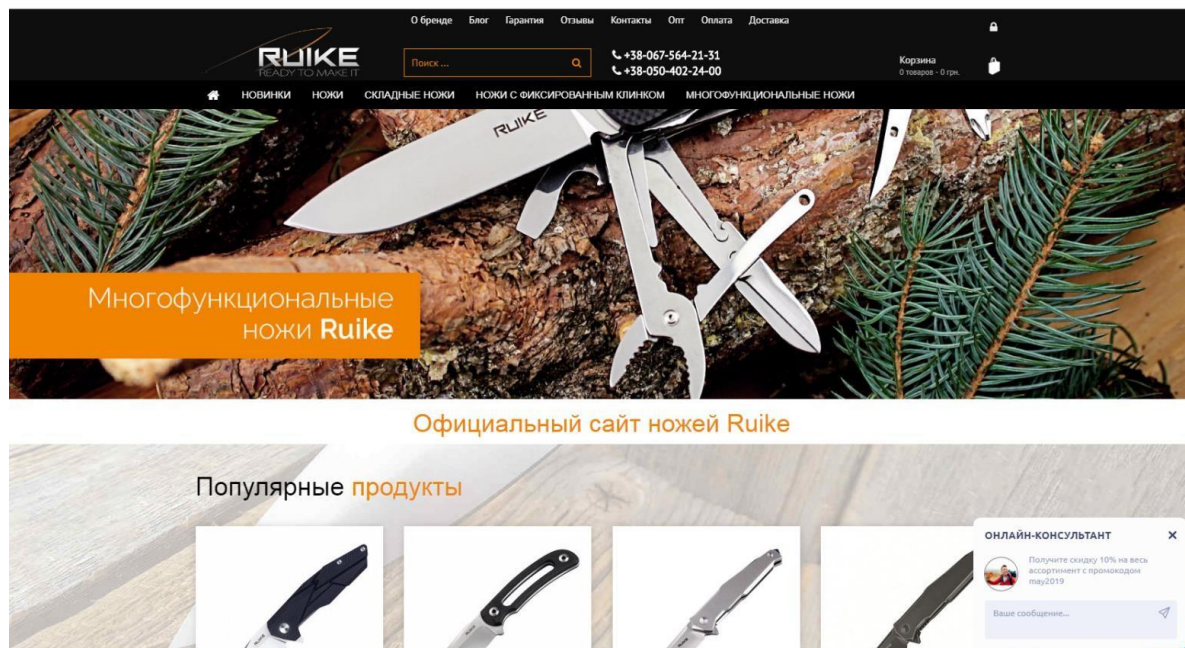 О бренде Блог Гарантия Отзывы Контакты Опт Оплата Доставка
RUIKE
READY TO MAKE IT
Поиск ...
+38-067-564-21-31
+38-050-402-24-00
Корзина
0 товаров - 0 грн.
НОВИНКИ НОЖИ СКЛАДНЫЕ НОЖИ НОЖИ С ФИКСИРОВАННЫМ КЛИНКОМ МНОГОФУНКЦИОНАЛЬНЫЕ НОЖИ
RUIKE
Многофункциональные
ножи Ruike
Официальный сайт ножей Ruike
Популярные продукты
ОНЛАЙН-КОНСУЛЬТАНТ
Получите скидку 10% на весь
ассортимент с промокодом
may2019
Ваше сообщение...